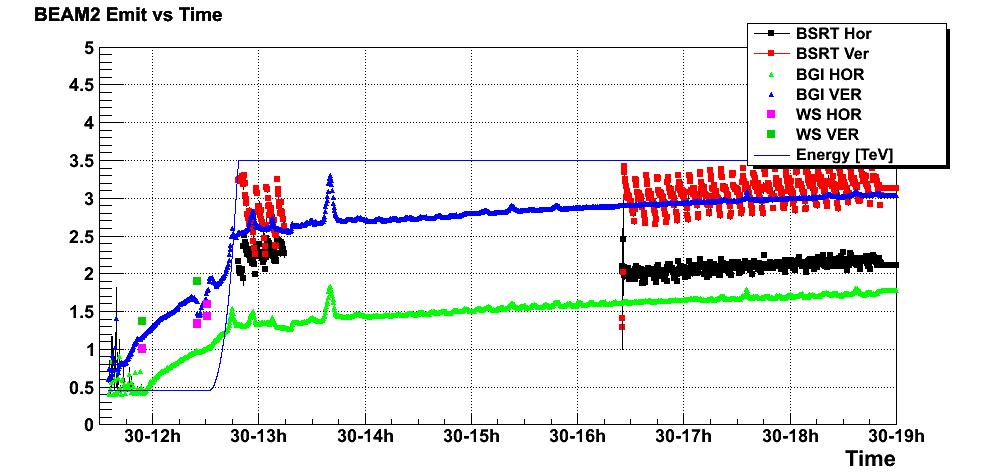 BEAM2 Emit vs Time
BSRT Hor
BSRT Ver
BGI HOR
BGI VER
WS HOR
WS VER
Energy [TeV]
5
4.5
4
3.5
3
2.5
2
1.5
1
0.5
0
30-12h 30-13h 30-14h 30-15h 30-16h 30-17h 30-18h 30-19h
Time